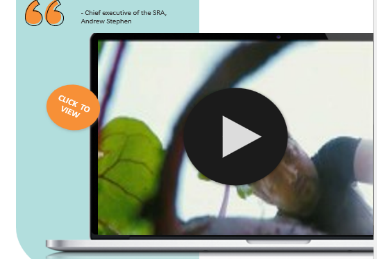 - Chief executive of the SRA,
Andrew Stephen
CLICK TO
VIEW